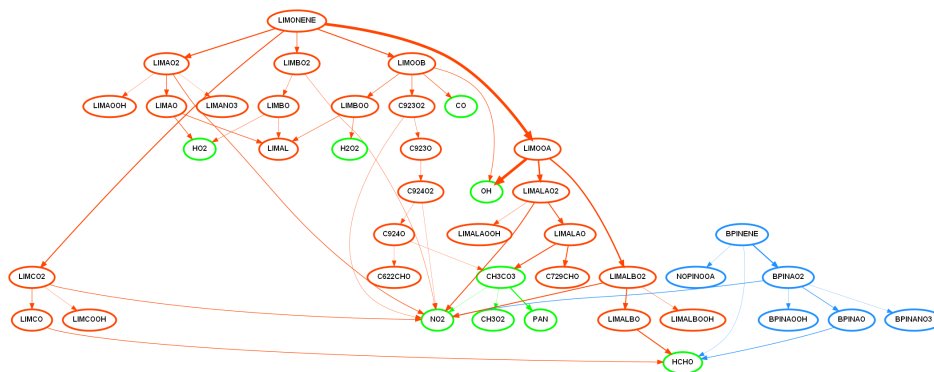 LIMONENE
LIMAO2
LIMBO2
LIMOOB
LIMAOOH
LIMAO
LIMANO3
LIMBO
LIMBOO
C923O2
CO
HO2
LIMAL
H2O2
C923O
LIMOOA
C924O2
OH
LIMALAO2
C924O
LIMALAOOH
LIMALAO
BPINENE
LIMCO2
C622CHO
CH3CO3
C729CHO
LIMALBO2
NOPINOOA
BPINAO2
LIMCO
LIMCOOH
NO2
CH3O2
PAN
LIMALBO
LIMALBOOH
BPINAOOH
BPINAO
BPINANO3
HCHO